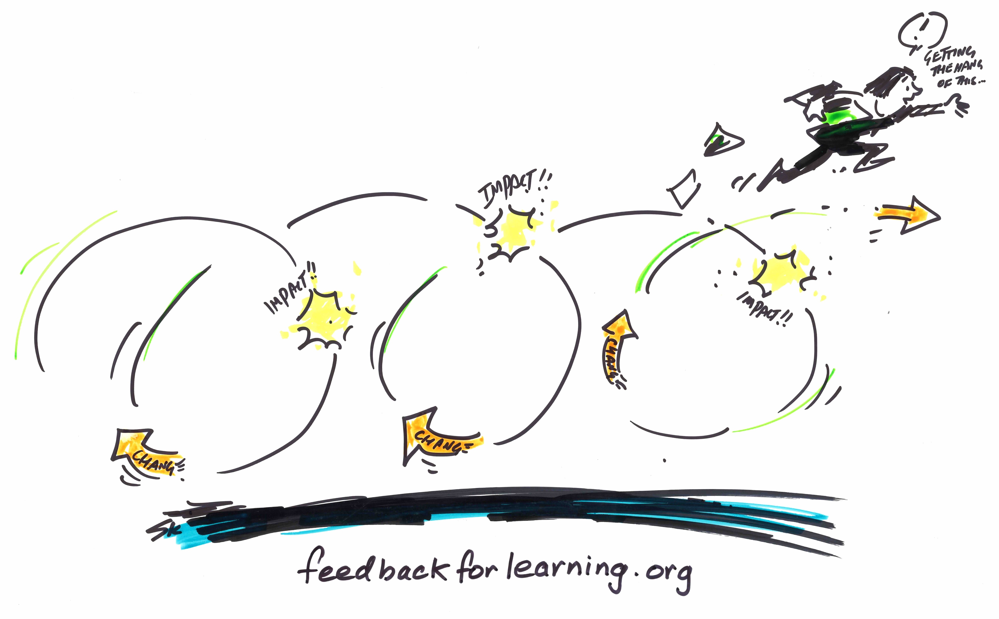 !
GETTING
THE HANG
OF THIS...
IMPACT!!
IMPACT!!
IMPACT!!!
CHANGE
CHANGE
CHANGE
SK
feedback for learning.org